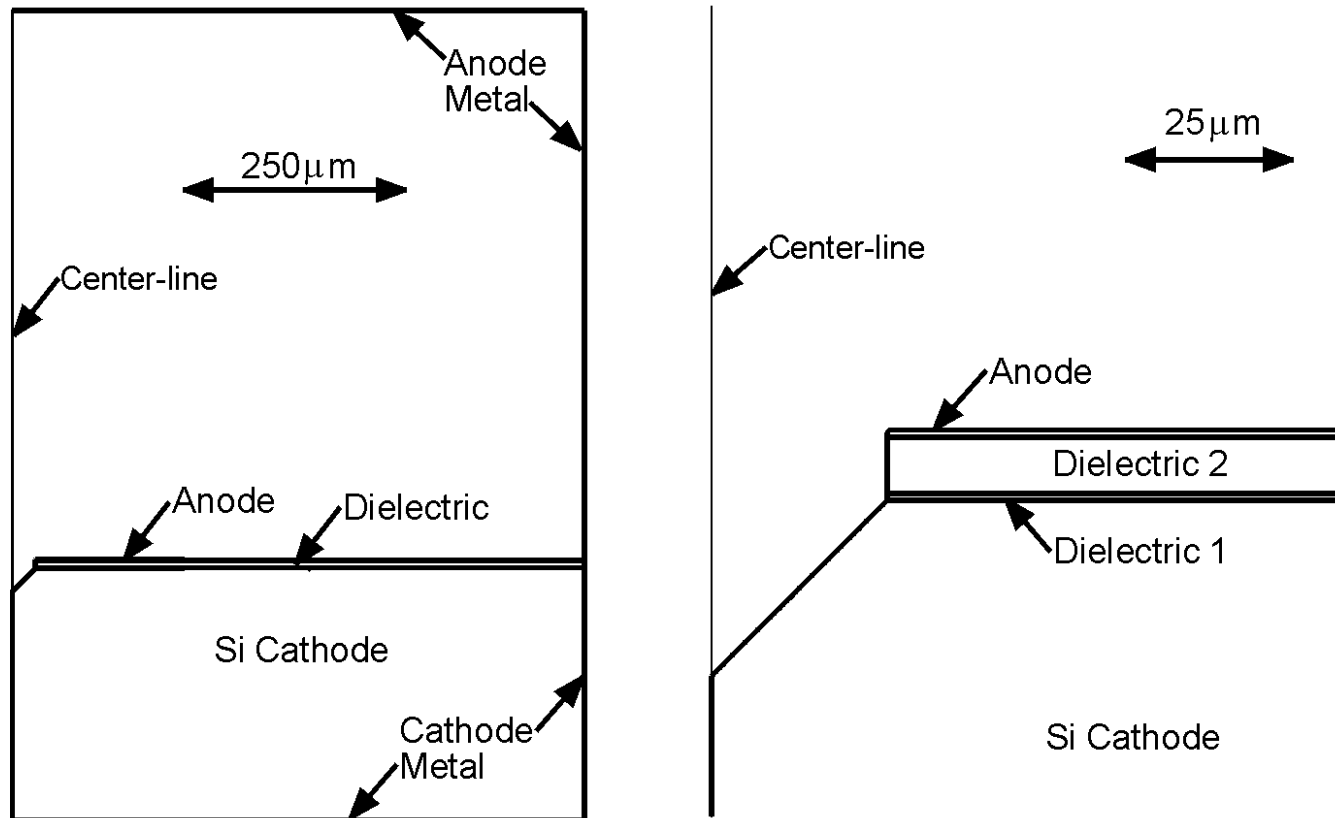 Anode
Metal
250μm
Center-line
Anode
Dielectric
Si Cathode
Cathode
Metal
25μm
Center-line
Anode
Dielectric 2
Dielectric 1
Si Cathode